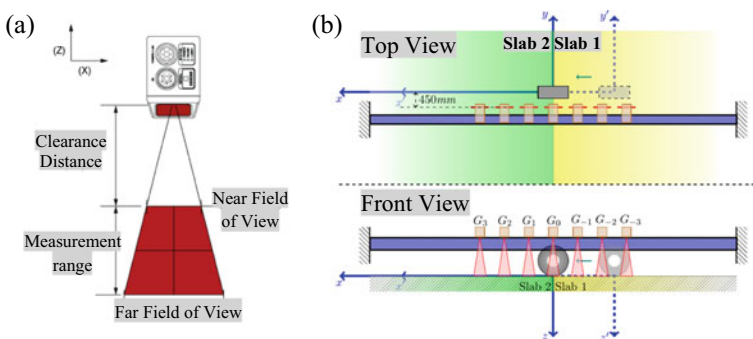 (a)
(Z)
(X)
Clearance
Distance
Near Field
of View
Measurement
range
Far Field of View
(b)
y
y'
Top View
Slab 2 Slab 1
x
x'
450mm
Front View
G₃ G₂ G₁ G₀ G₋₁ G₋₂ G₋₃
x
x'
Slab 2 Slab 1
z
z'